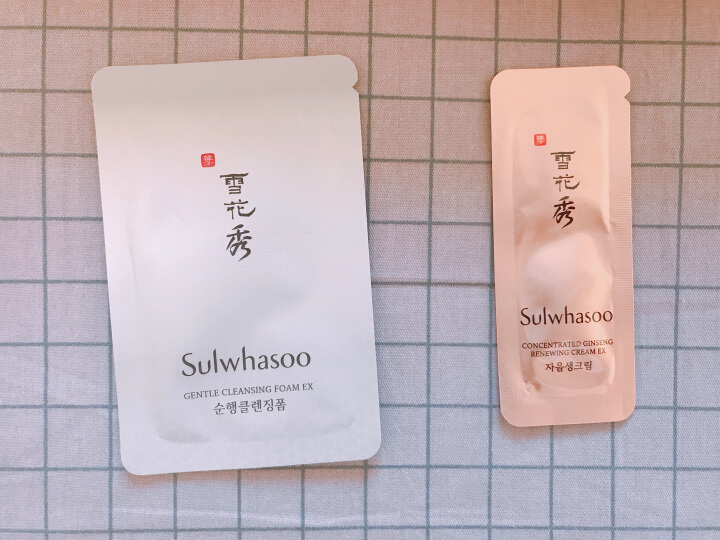 雪花秀
Sulwhasoo
GENTLE CLEANSING FOAM EX
순행클렌징폼
雪花秀
Sulwhasoo
CONCENTRATED GINSENG
RENEWING CREAM EX
자음생크림